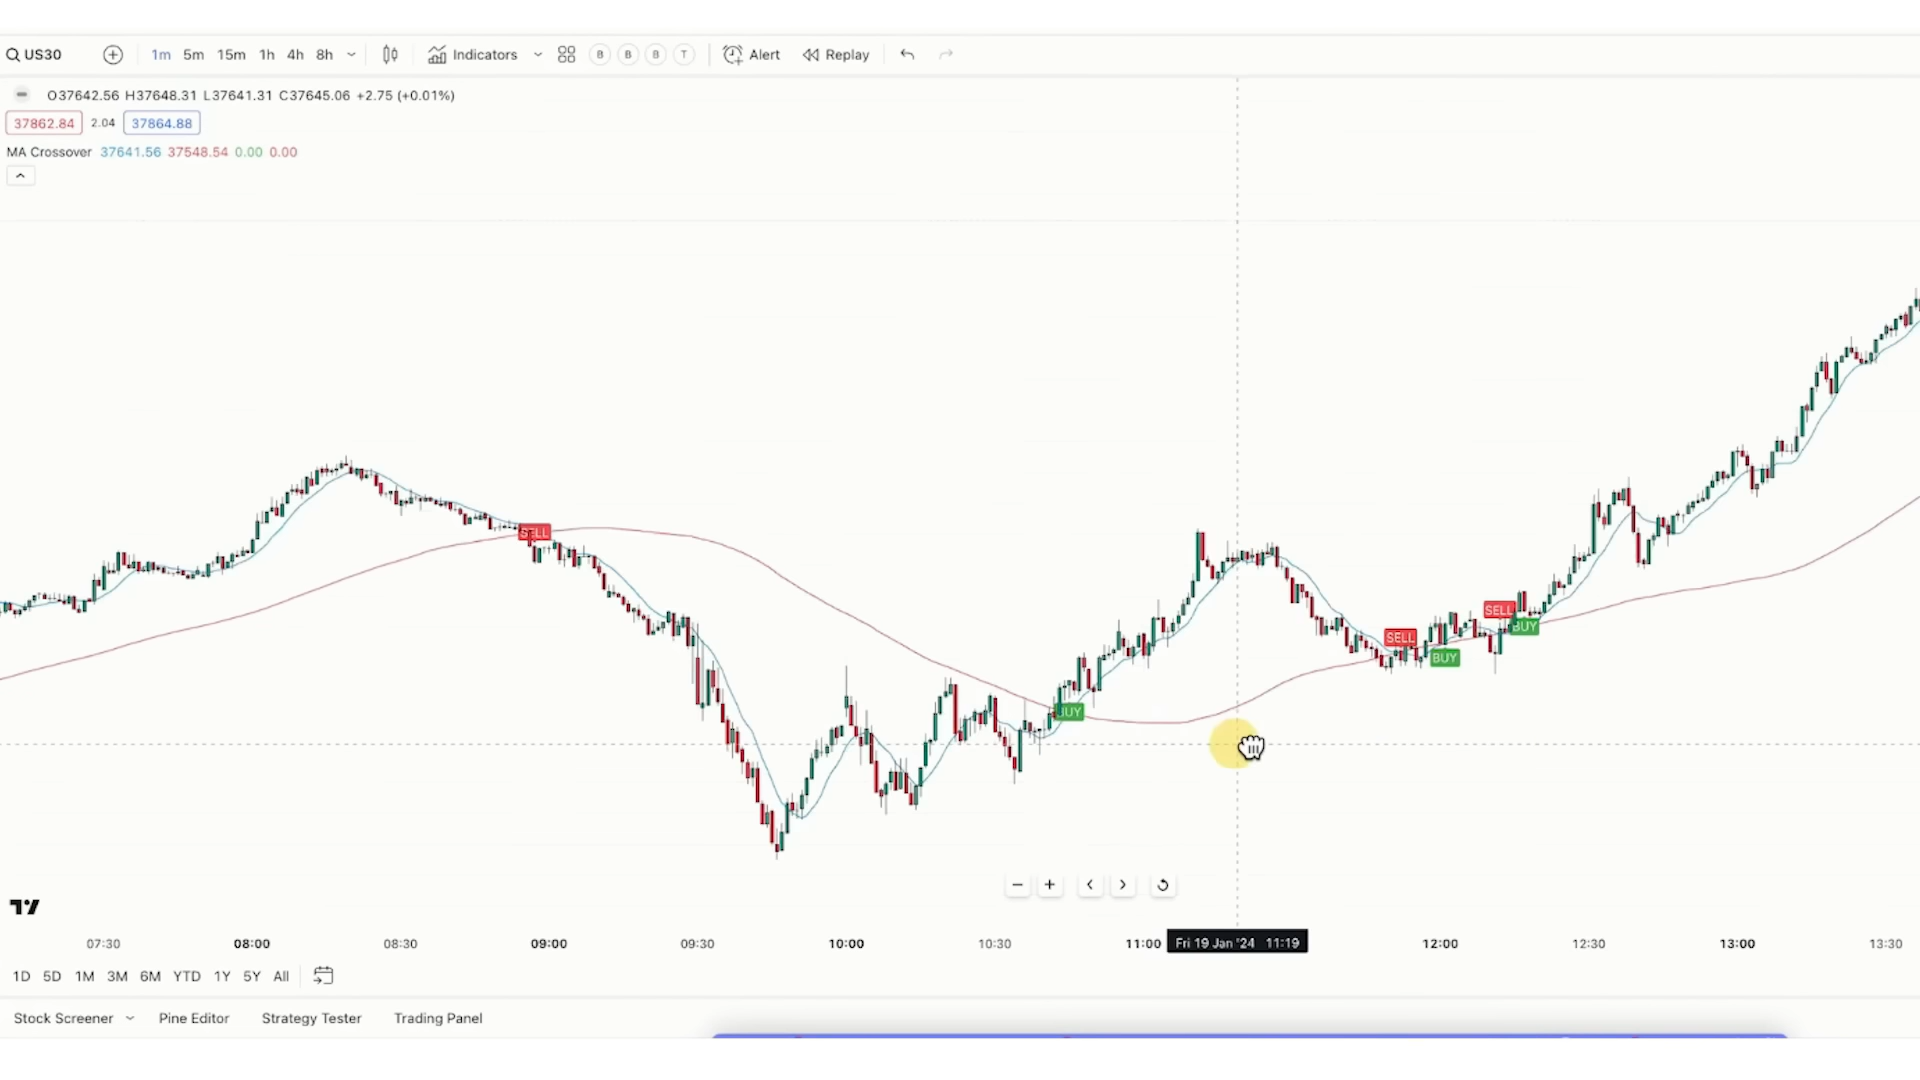 US30 1m 5m 15m 1h 4h 8h Indicators B B B T Alert Replay
O37642.56 H37648.31 L37641.31 C37645.06 +2.75 (+0.01%)
37862.84 2.04 37864.88
MA Crossover 37641.56 37548.54 0.00 0.00
SELL
SELL
BUY
SELL
BUY
BUY
07:30 08:00 08:30 09:00 09:30 10:00 10:30 11:00 Fri 19 Jan '24 11:19 12:00 12:30 13:00 13:30
1D 5D 1M 3M 6M YTD 1Y 5Y All
Stock Screener Pine Editor Strategy Tester Trading Panel